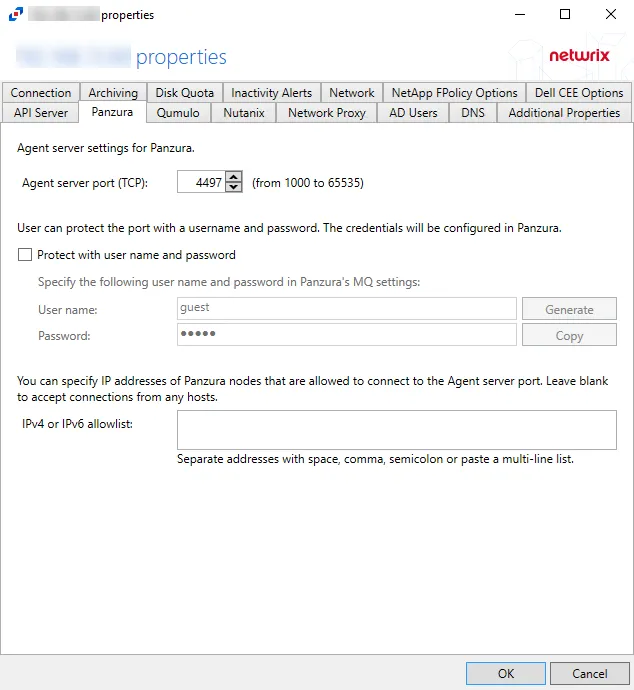 properties
properties
netwrix
Connection Archiving Disk Quota Inactivity Alerts Network NetApp FPolicy Options Dell CEE Options
API Server Panzura Qumulo Nutanix Network Proxy AD Users DNS Additional Properties
Agent server settings for Panzura.
Agent server port (TCP): 4497 (from 1000 to 65535)
User can protect the port with a username and password. The credentials will be configured in Panzura.
Protect with user name and password
Specify the following user name and password in Panzura's MQ settings:
User name: guest Generate
Password: ●●●●● Copy
You can specify IP addresses of Panzura nodes that are allowed to connect to the Agent server port. Leave blank
to accept connections from any hosts.
IPv4 or IPv6 allowlist:
Separate addresses with space, comma, semicolon or paste a multi-line list.
OK Cancel